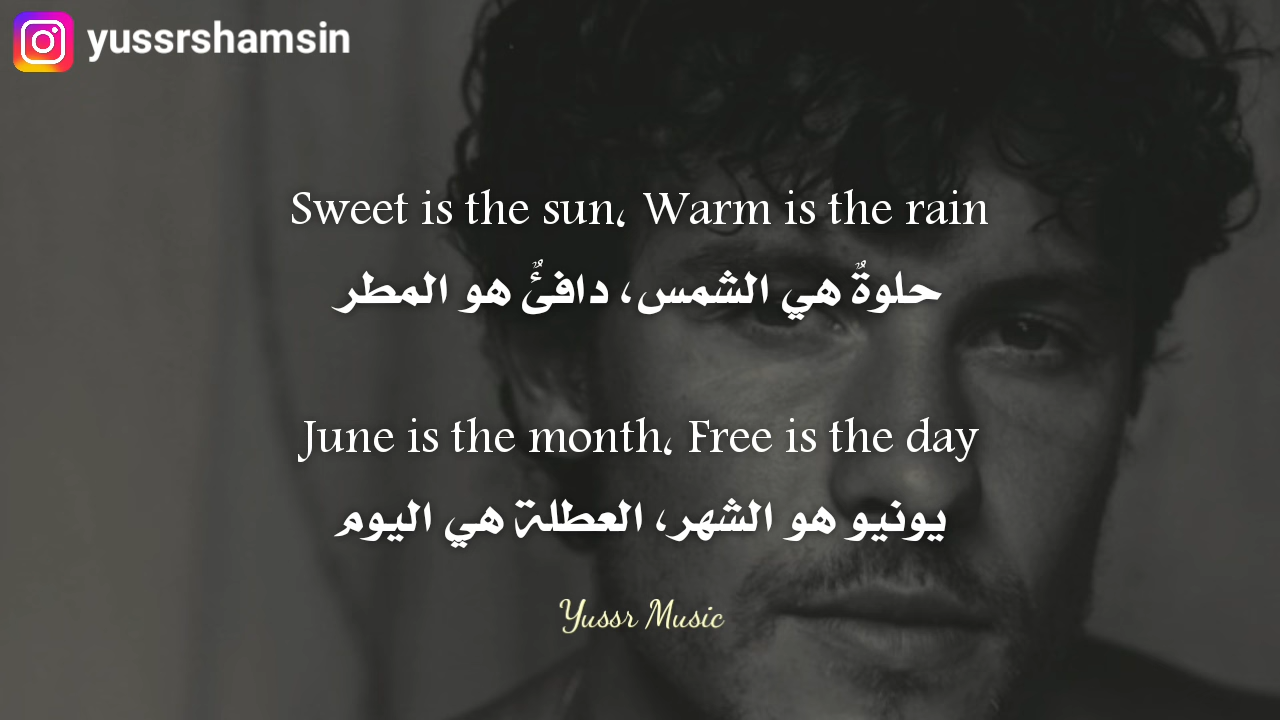 yussrshamsin
Sweet is the sun، Warm is the rain
حلوةٌ هي الشمس، دافئٌ هو المطر
June is the month، Free is the day
يونيو هو الشهر، العطلة هي اليوم
Yussr Music